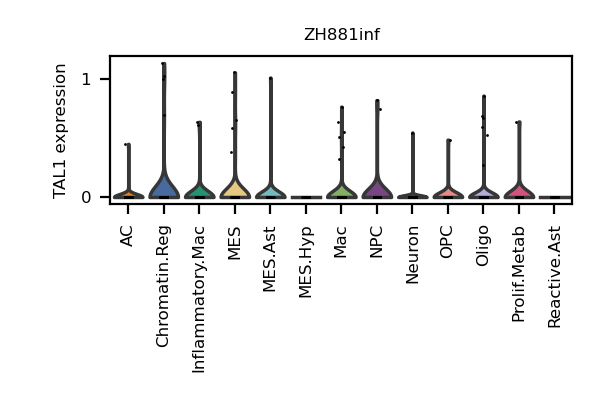 ZH881inf
TAL1 expression
1
0
AC
Chromatin.Reg
Inflammatory.Mac
MES
MES.Ast
MES.Hyp
Mac
NPC
Neuron
OPC
Oligo
Prolif.Metab
Reactive.Ast